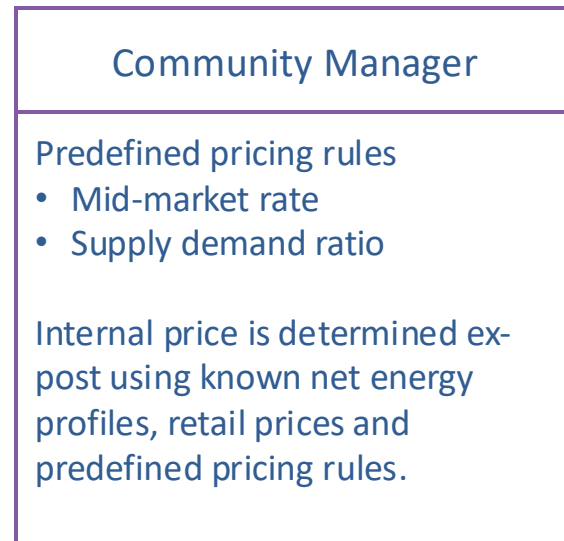 Community Manager
Predefined pricing rules
• Mid-market rate
• Supply demand ratio
Internal price is determined ex-
post using known net energy
profiles, retail prices and
predefined pricing rules.